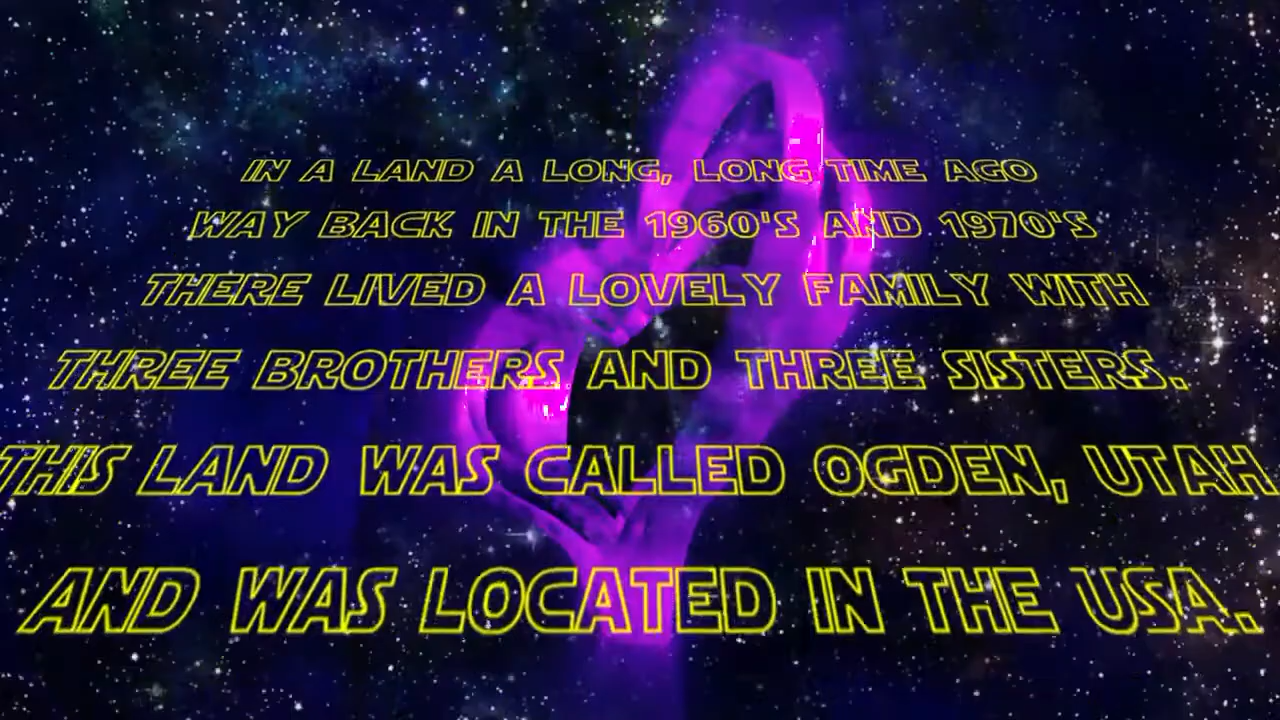 IN A LAND A LONG, LONG TIME AGO
WAY BACK IN THE 1960'S AND 1970'S
THERE LIVED A LOVELY FAMILY WITH
THREE BROTHERS AND THREE SISTERS.
THIS LAND WAS CALLED OGDEN, UTAH
AND WAS LOCATED IN THE USA.